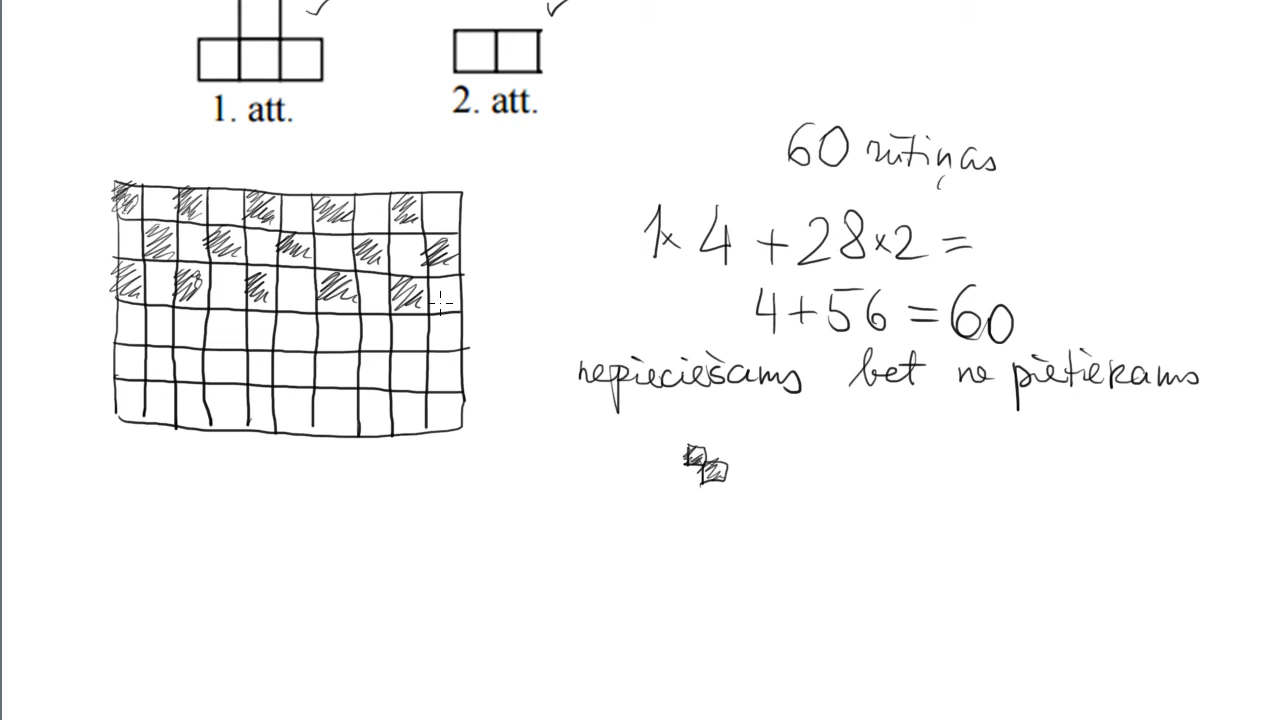 1. att.
2. att.
60 rūtiņas
1× 4 + 28×2 =
4+56 =60
nepieciešams bet ne pietiekams